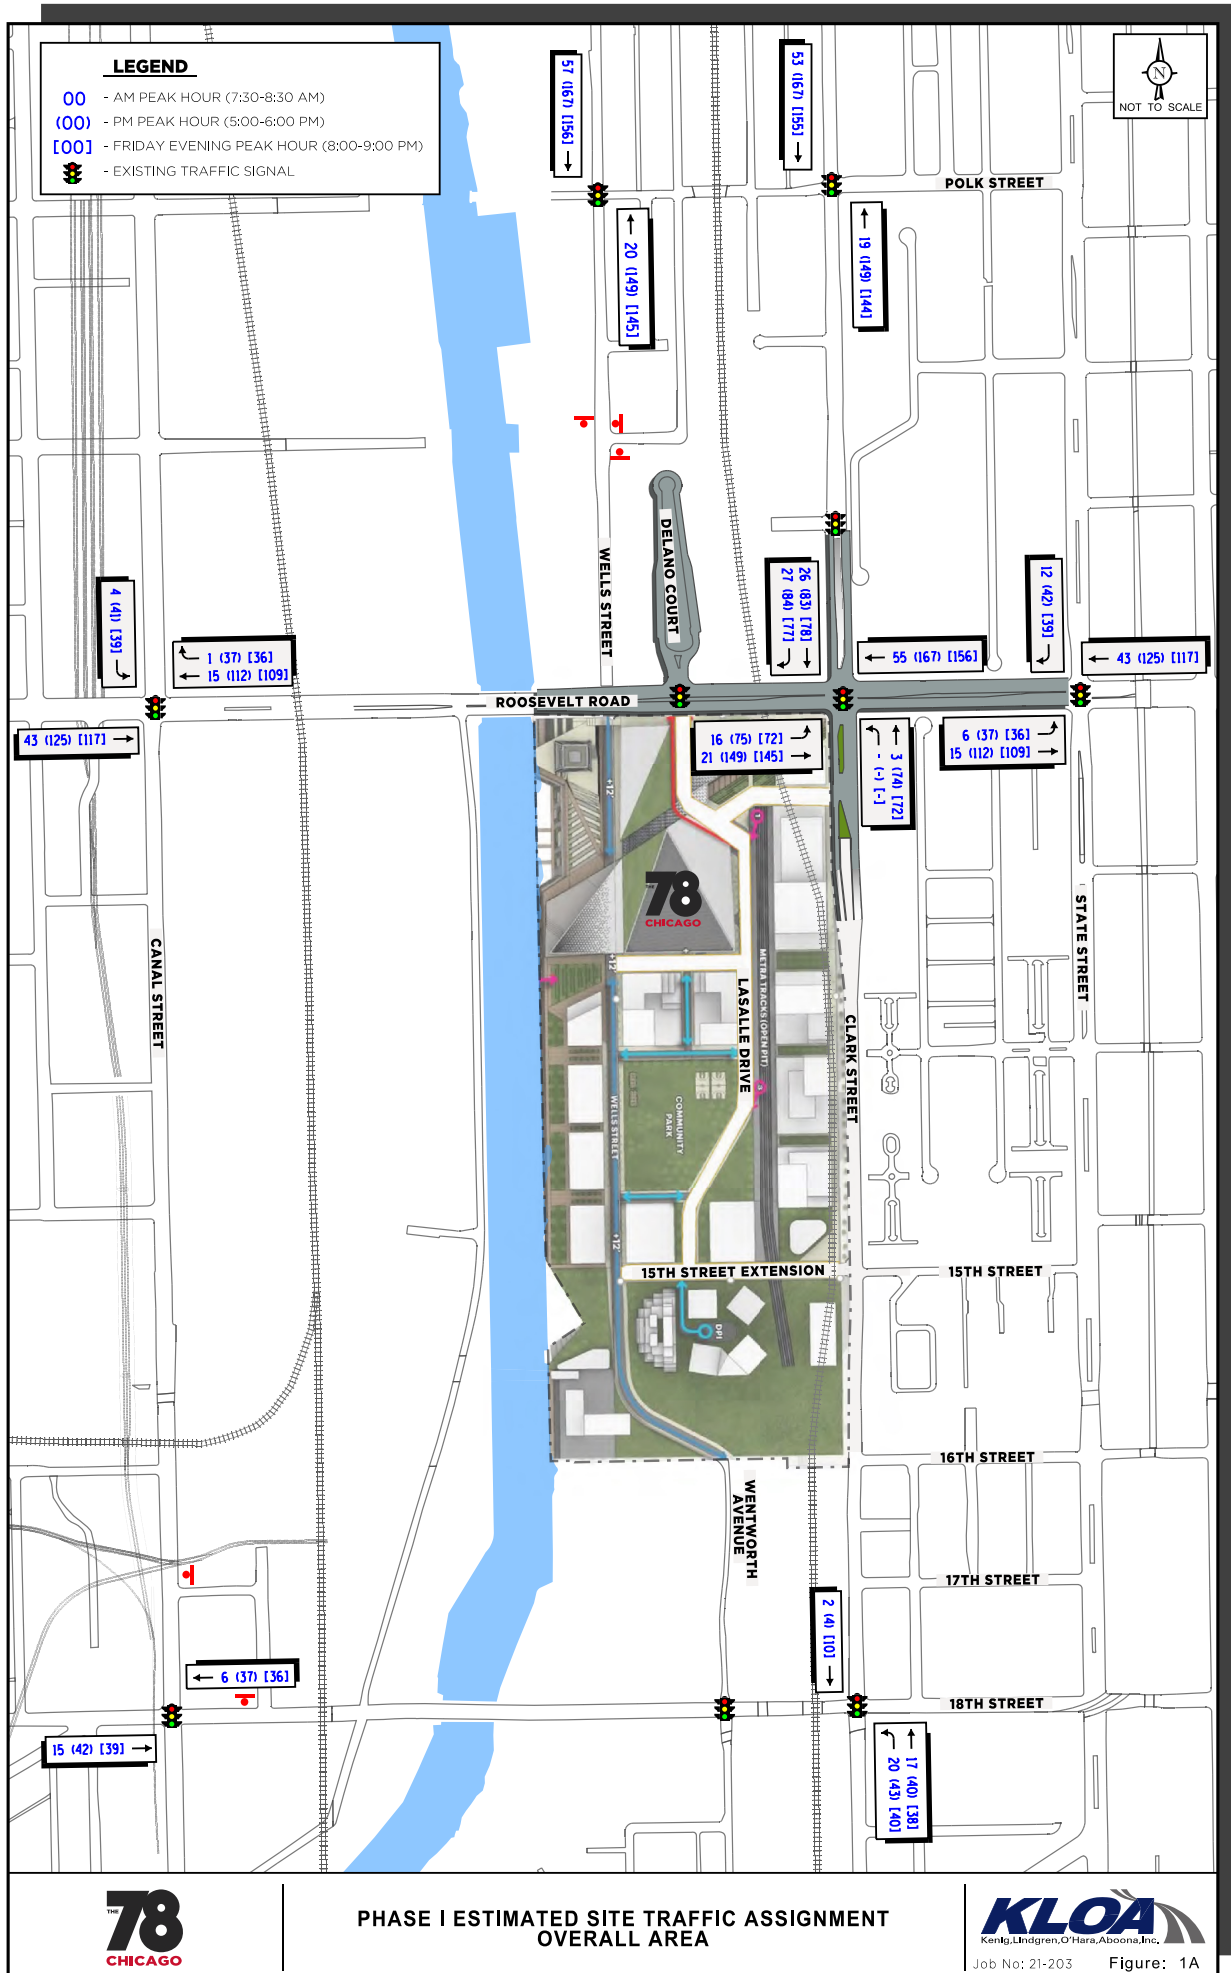 LEGEND
00 - AM PEAK HOUR (7:30-8:30 AM)
(00) - PM PEAK HOUR (5:00-6:00 PM)
[00] - FRIDAY EVENING PEAK HOUR (8:00-9:00 PM)
- EXISTING TRAFFIC SIGNAL
57 (167) [156]
53 (167) [155]
N
NOT TO SCALE
POLK STREET
20 (149) [145]
19 (149) [144]
WELLS STREET
DELANO COURT
26 (83) [78]
27 (84) [77]
12 (42) [39]
4 (41) [39]
1 (37) [36]
15 (112) [109]
55 (167) [156]
43 (125) [117]
ROOSEVELT ROAD
43 (125) [117]
16 (75) [72]
21 (149) [145]
3 (74) [72]
- (-) [-]
6 (37) [36]
15 (112) [109]
+12'
THE
78
CHICAGO
CANAL STREET
STATE STREET
+12'
METRA TRACKS (OPEN PIT)
LASALLE DRIVE
CLARK STREET
WELLS STREET
COMMUNITY
PARK
+12'
15TH STREET EXTENSION
15TH STREET
DPI
16TH STREET
WENTWORTH
AVENUE
17TH STREET
2 (4) [10]
6 (37) [36]
18TH STREET
15 (42) [39]
17 (40) [38]
20 (43) [40]
THE
78
CHICAGO
PHASE I ESTIMATED SITE TRAFFIC ASSIGNMENT
OVERALL AREA
KLOA
Kenig,Lindgren,O'Hara,Aboona,Inc.
Job No: 21-203 Figure: 1A